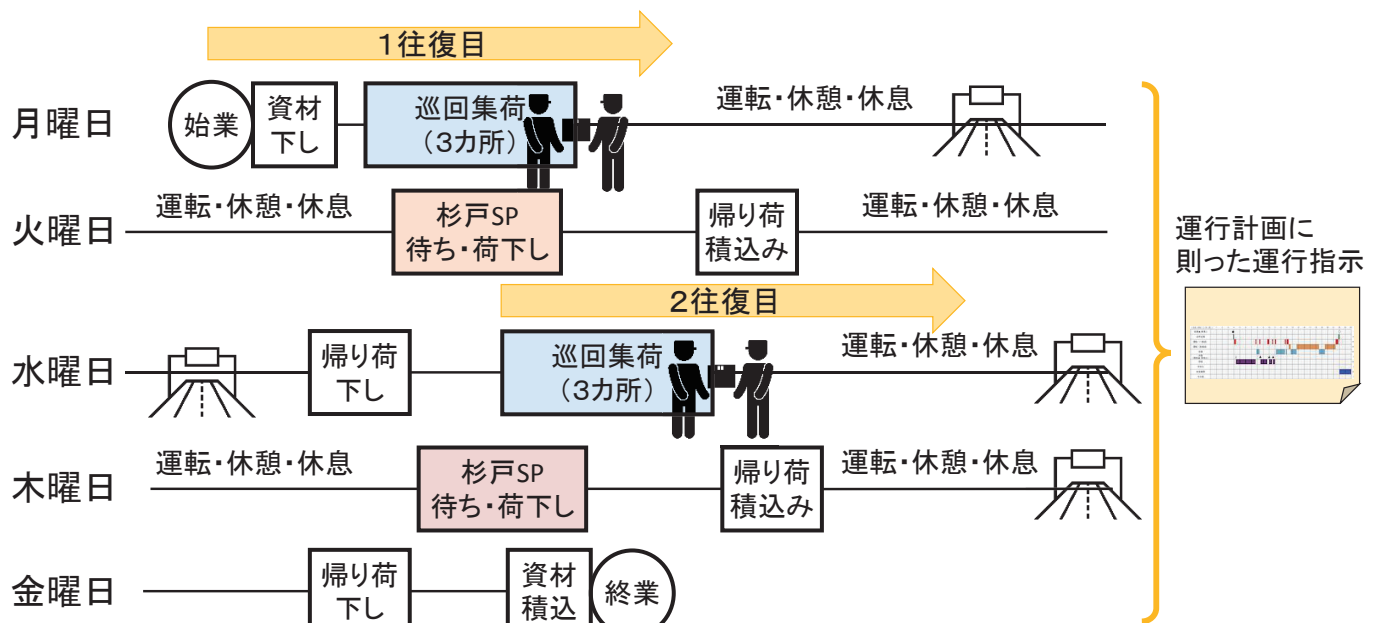 1往復目
月曜日
始業
資材
下し
巡回集荷
（3カ所）
運転・休憩・休息
火曜日
運転・休憩・休息
杉戸SP
待ち・荷下し
帰り荷
積込み
運転・休憩・休息
運行計画に
則った運行指示
2往復目
水曜日
帰り荷
下し
巡回集荷
（3カ所）
運転・休憩・休息
木曜日
運転・休憩・休息
杉戸SP
待ち・荷下し
帰り荷
積込み
運転・休憩・休息
金曜日
帰り荷
下し
資材
積込
終業